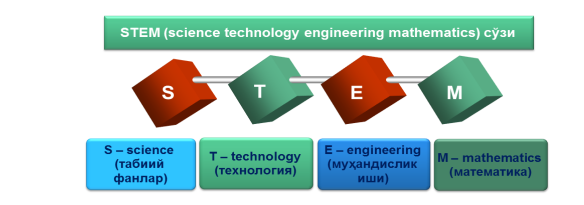 STEM (science technology engineering mathematics) сўзи
S
T
E
M
S – science
(табиий
фанлар)
T – technology
(технология)
E – engineering
(муҳандислик
иши)
M – mathematics
(математика)